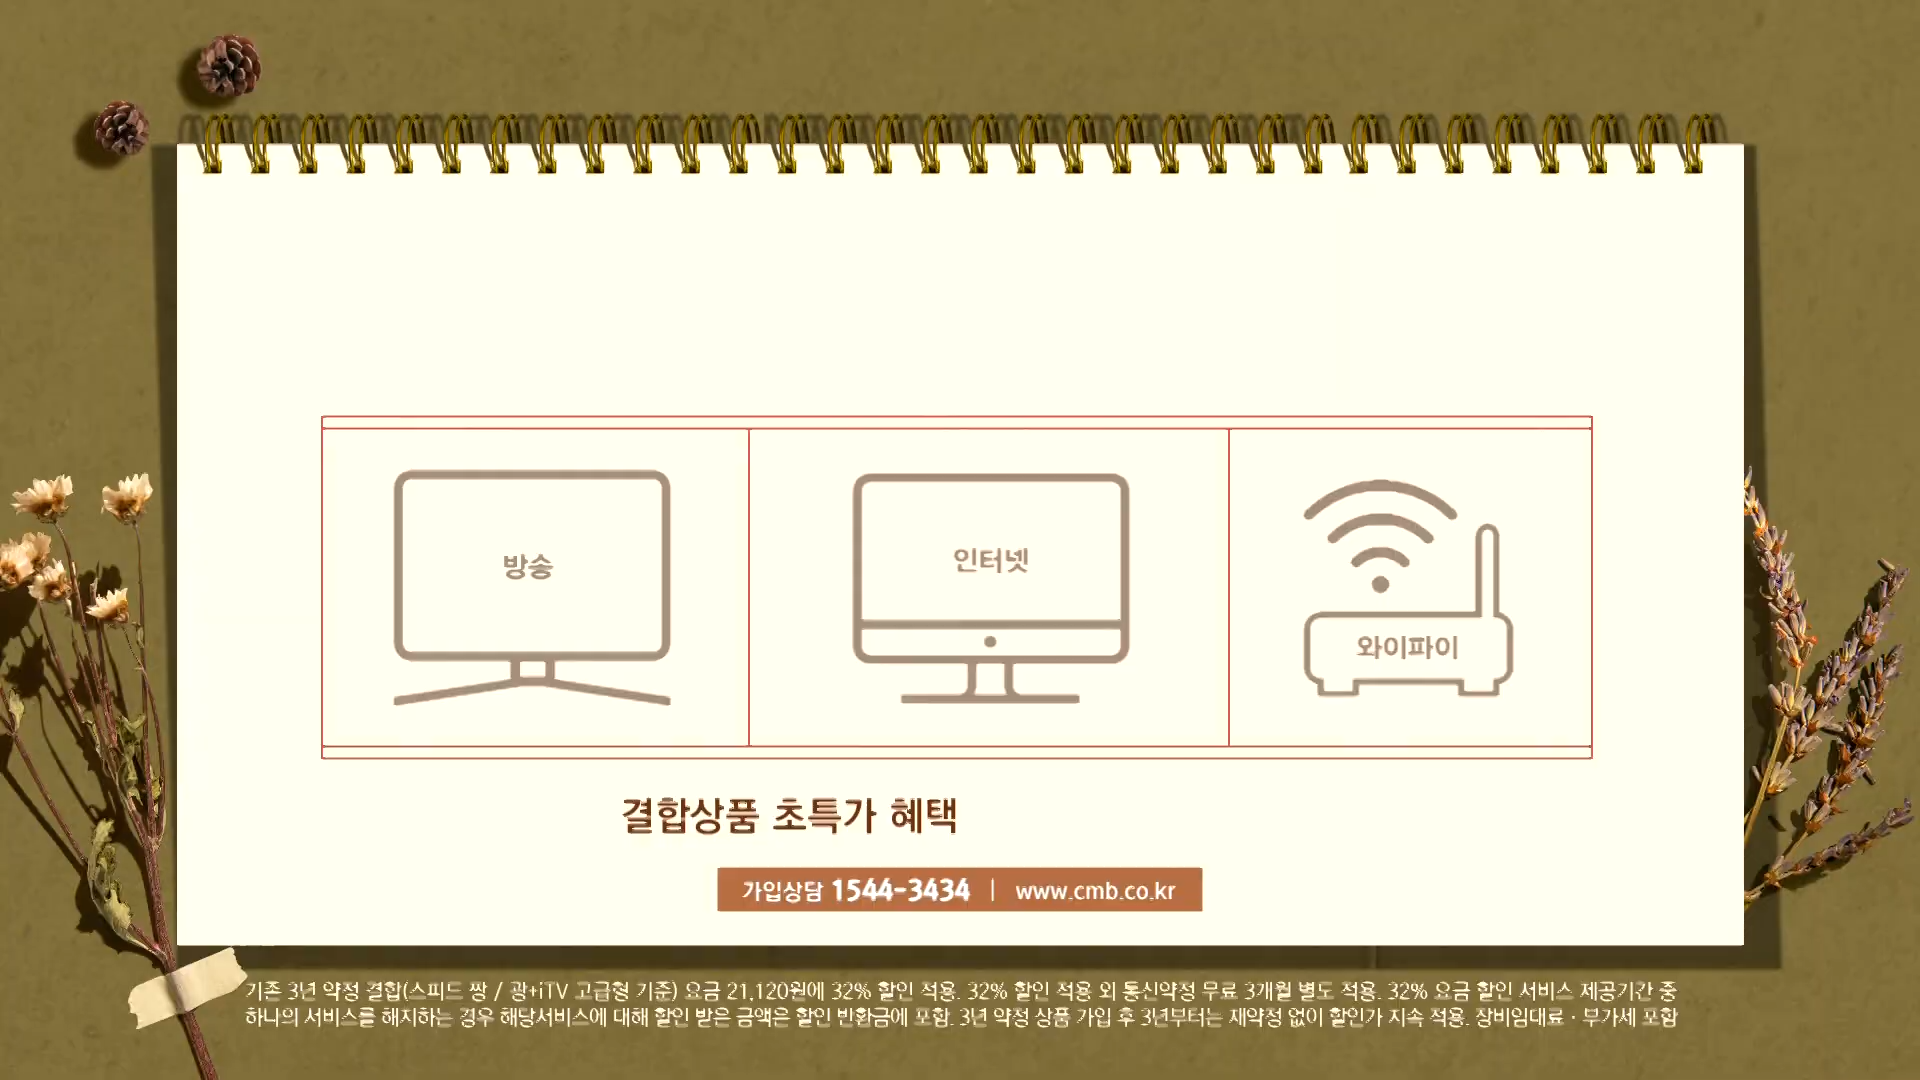 방송
인터넷
와이파이
결합상품 초특가 혜택
가입상담 1544-3434 | www.cmb.co.kr
기존 3년 약정 결합(스피드 짱 / 광+iTV 고급형 기준) 요금 21,120원에 32% 할인 적용. 32% 할인 적용 외 통신약정 무료 3개월 별도 적용. 32% 요금 할인 서비스 제공기간 중
하나의 서비스를 해지하는 경우 해당서비스에 대해 할인 받은 금액은 할인 반환금에 포함. 3년 약정 상품 가입 후 3년부터는 재약정 없이 할인가 지속 적용. 장비임대료 · 부가세 포함